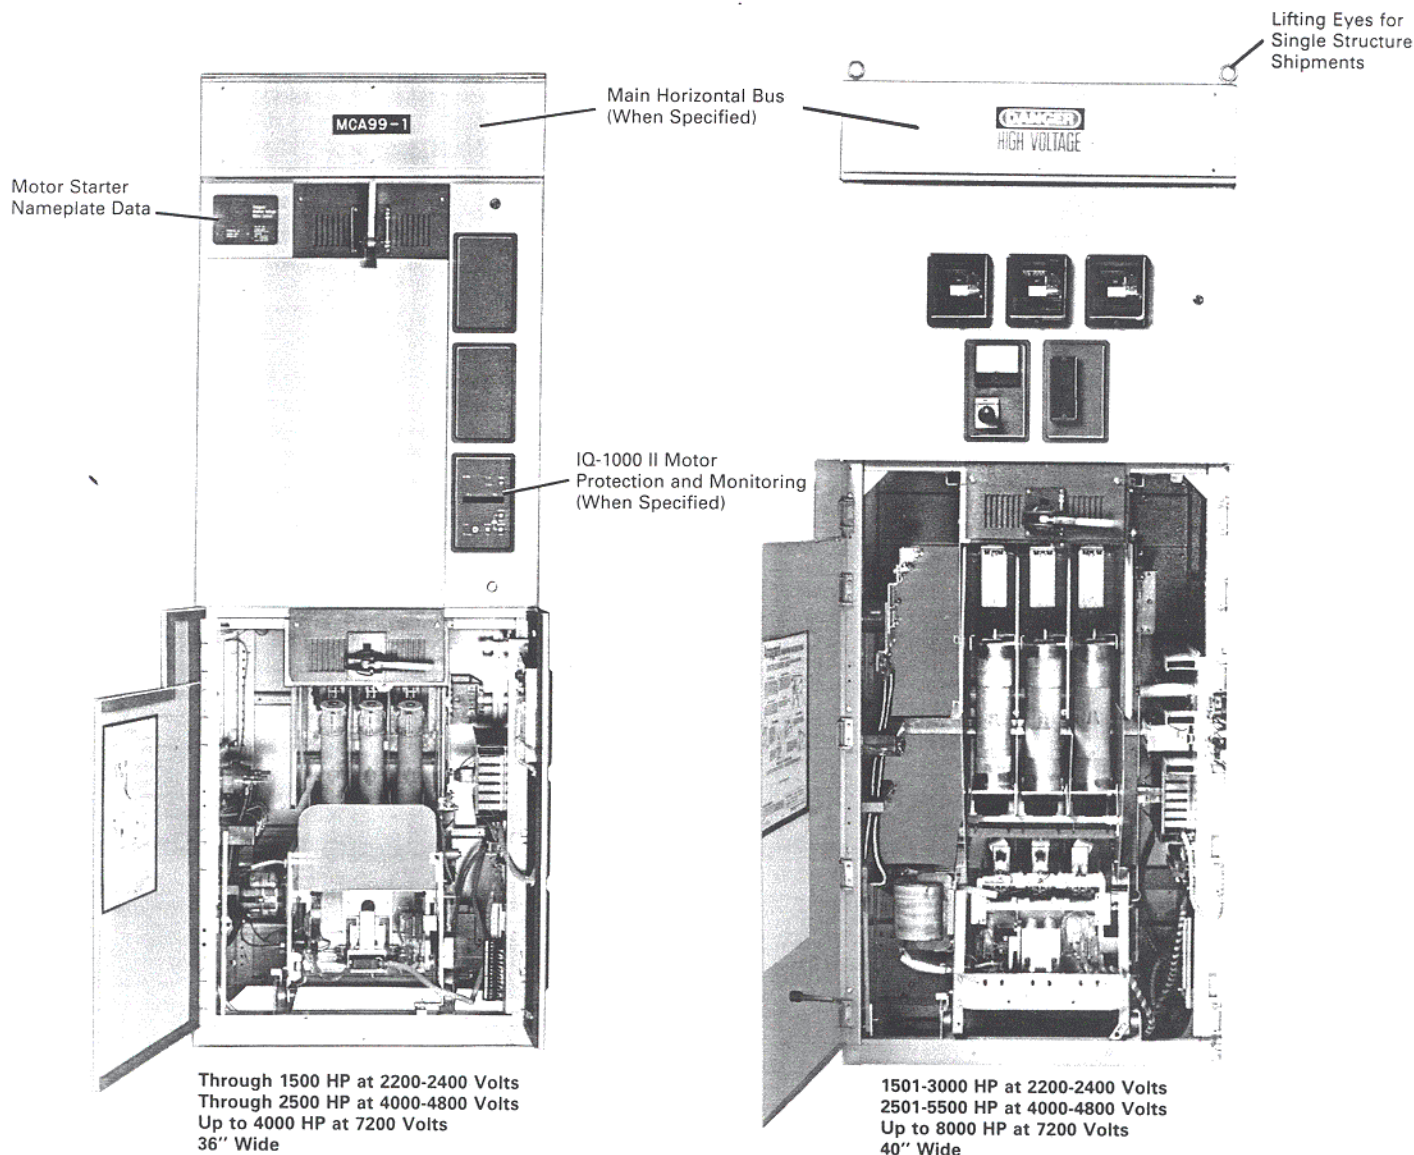 Lifting Eyes for
Single Structure
Shipments
Main Horizontal Bus
(When Specified)
MCA99-1
DANGER
HIGH VOLTAGE
Motor Starter
Nameplate Data
IQ-1000 II Motor
Protection and Monitoring
(When Specified)
Through 1500 HP at 2200-2400 Volts
Through 2500 HP at 4000-4800 Volts
Up to 4000 HP at 7200 Volts
36" Wide
1501-3000 HP at 2200-2400 Volts
2501-5500 HP at 4000-4800 Volts
Up to 8000 HP at 7200 Volts
40" Wide